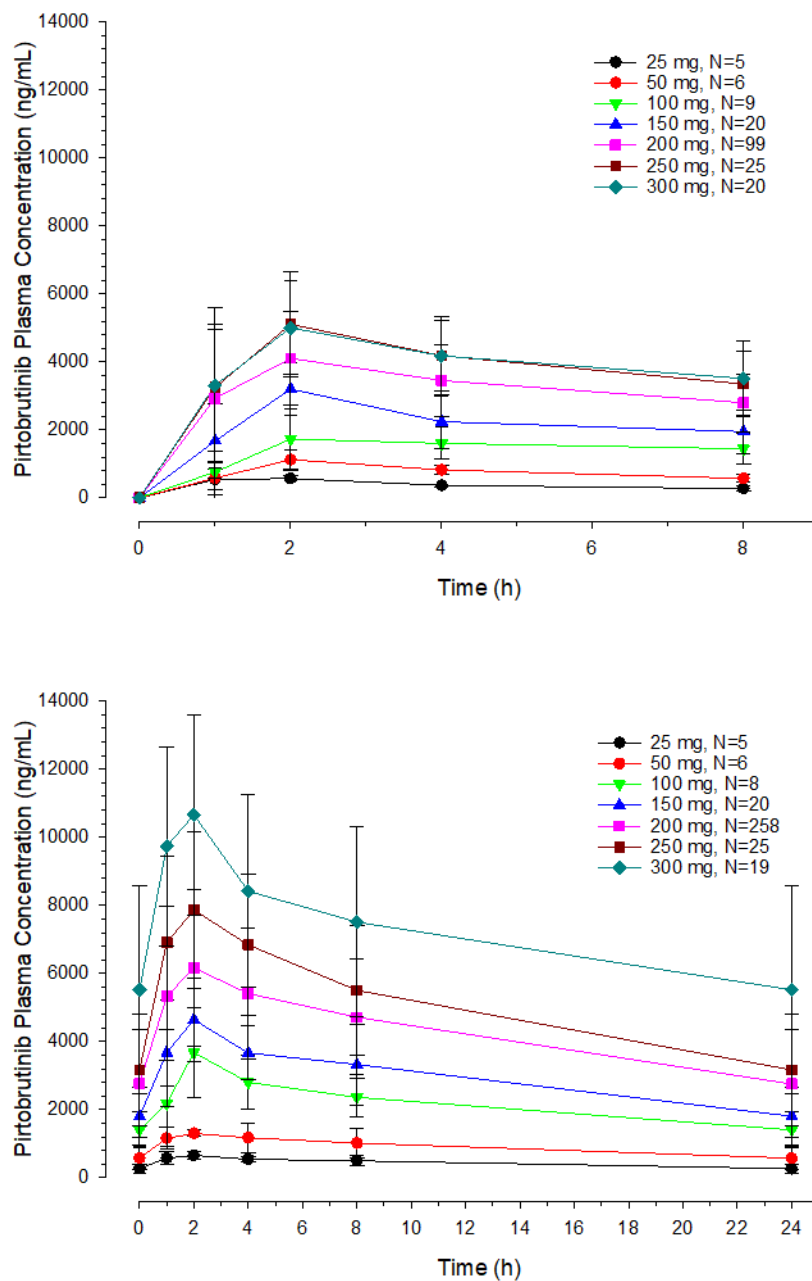 Pirtobrutinib Plasma Concentration (ng/mL)
14000
12000
10000
8000
6000
4000
2000
0
25 mg, N=5
50 mg, N=6
100 mg, N=9
150 mg, N=20
200 mg, N=99
250 mg, N=25
300 mg, N=20
0 2 4 6 8
Time (h)
Pirtobrutinib Plasma Concentration (ng/mL)
14000
12000
10000
8000
6000
4000
2000
0
25 mg, N=5
50 mg, N=6
100 mg, N=8
150 mg, N=20
200 mg, N=258
250 mg, N=25
300 mg, N=19
0 2 4 6 8 10 12 14 16 18 20 22 24
Time (h)